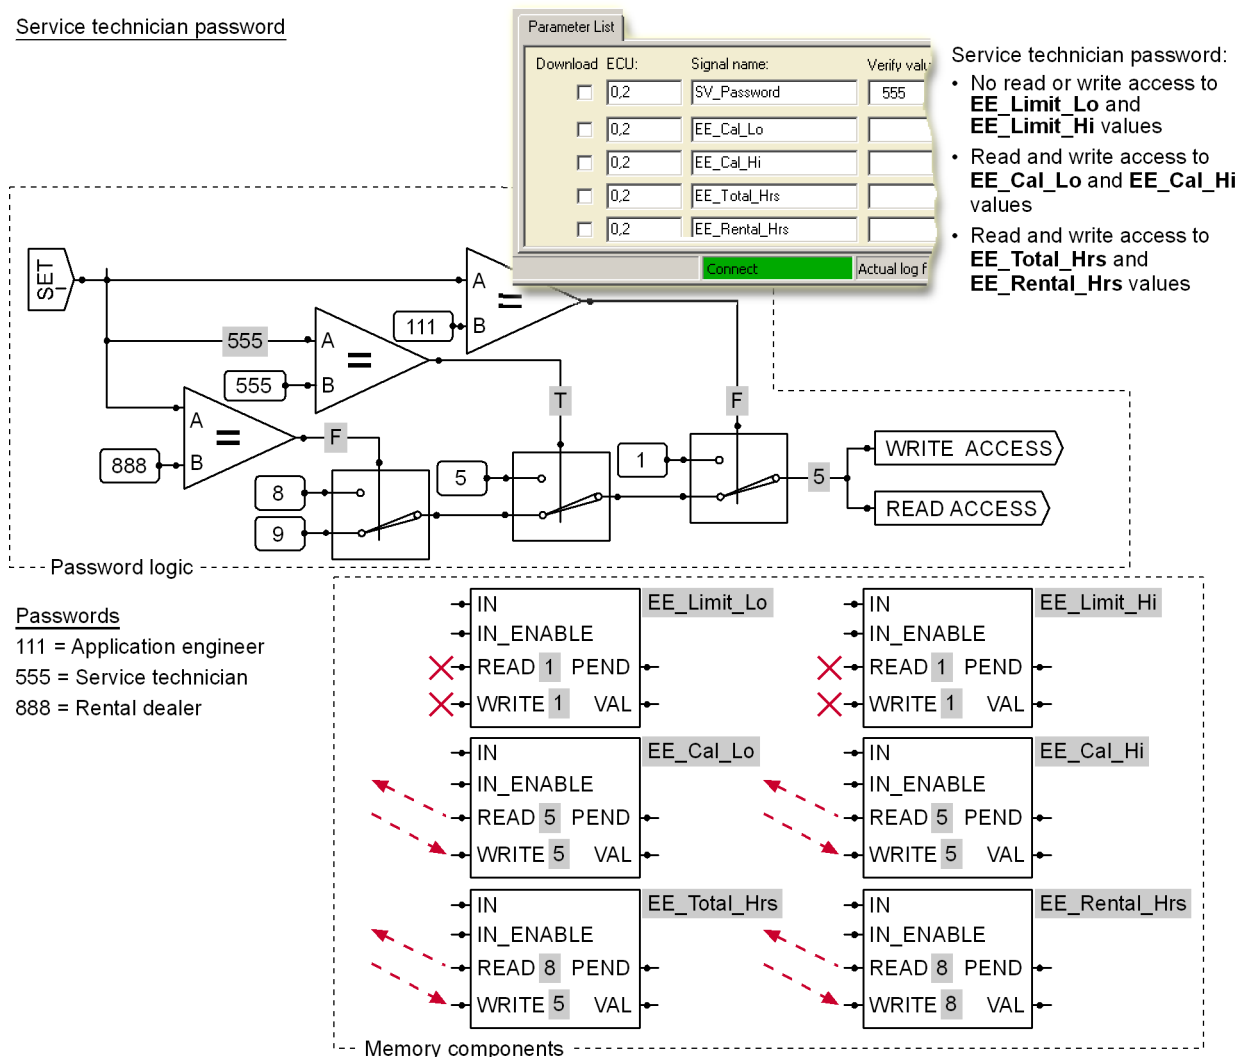 Service technician password
Parameter List
Download ECU: Signal name: Verify valu
0,2 SV_Password 555
0,2 EE_Cal_Lo
0,2 EE_Cal_Hi
0,2 EE_Total_Hrs
0,2 EE_Rental_Hrs
Connect Actual log f
Service technician password:
• No read or write access to
EE_Limit_Lo and
EE_Limit_Hi values
• Read and write access to
EE_Cal_Lo and EE_Cal_Hi
values
• Read and write access to
EE_Total_Hrs and
EE_Rental_Hrs values
SET
A
=
111 B
555 A
=
555 B
A
=
888 B
T
F
F
8
9
5
1
5
WRITE ACCESS
READ ACCESS
Password logic
Passwords
111 = Application engineer
555 = Service technician
888 = Rental dealer
IN EE_Limit_Lo
IN_ENABLE
READ 1 PEND
WRITE 1 VAL
IN EE_Limit_Hi
IN_ENABLE
READ 1 PEND
WRITE 1 VAL
IN EE_Cal_Lo
IN_ENABLE
READ 5 PEND
WRITE 5 VAL
IN EE_Cal_Hi
IN_ENABLE
READ 5 PEND
WRITE 5 VAL
IN EE_Total_Hrs
IN_ENABLE
READ 8 PEND
WRITE 5 VAL
IN EE_Rental_Hrs
IN_ENABLE
READ 8 PEND
WRITE 8 VAL
Memory components